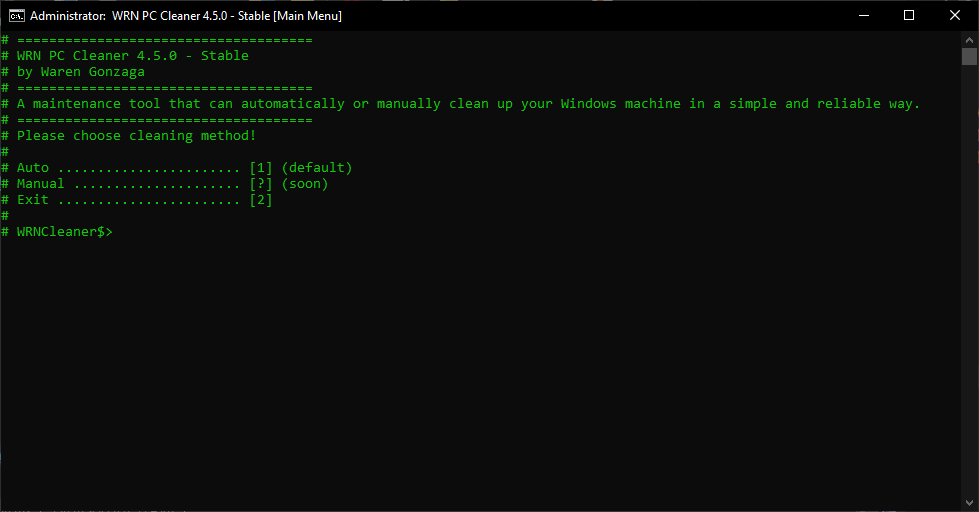 Administrator:  WRN PC Cleaner 4.5.0 - Stable [Main Menu]
# =====================================
# WRN PC Cleaner 4.5.0 - Stable
# by Waren Gonzaga
# =====================================
# A maintenance tool that can automatically or manually clean up your Windows machine in a simple and reliable way.
# =====================================
# Please choose cleaning method!
#
# Auto ....................... [1] (default)
# Manual ..................... [?] (soon)
# Exit ....................... [2]
#
# WRNCleaner$>